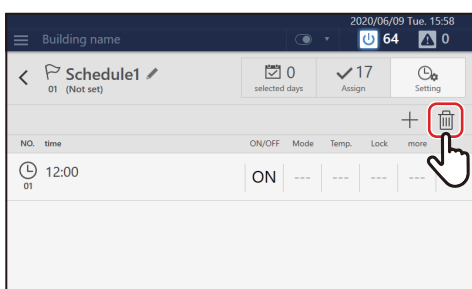 2020/06/09 Tue. 15:58
Building name 64 0
Schedule1 0 17
01 (Not set) selected days Assign Setting
NO. time ON/OFF Mode Temp. Lock more
12:00 ON --- --- --- ---
01